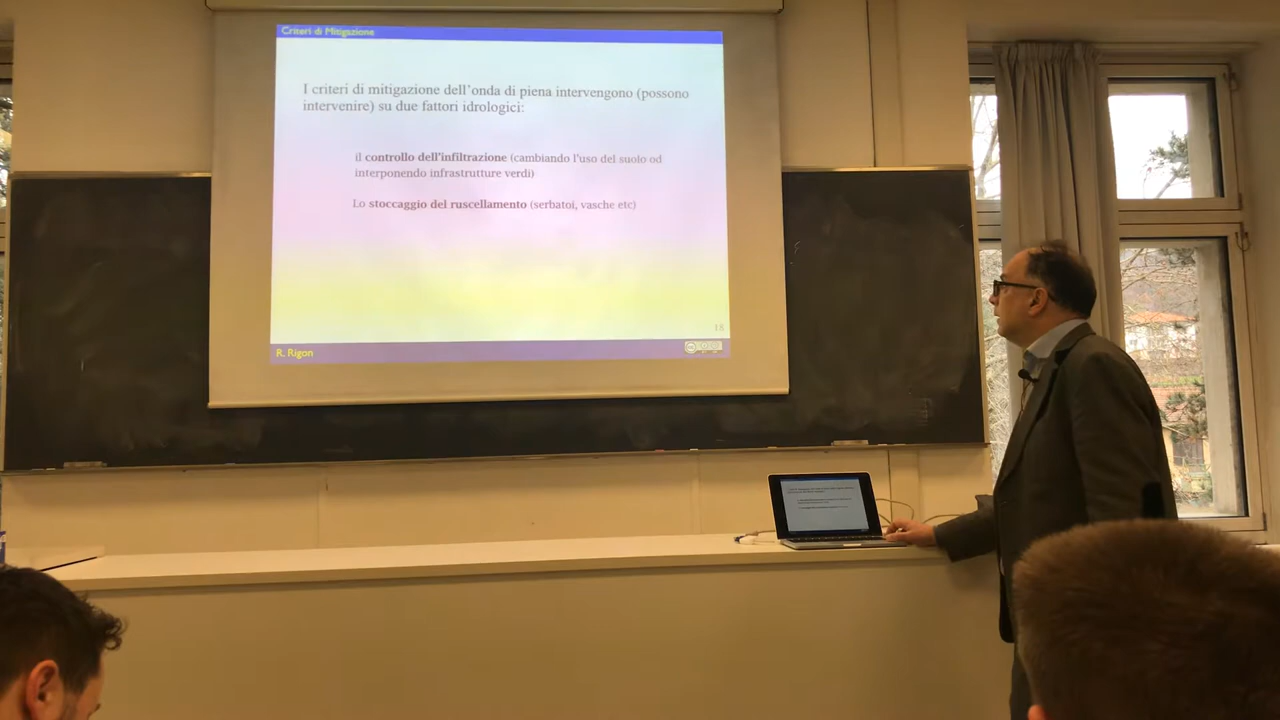 Criteri di Mitigazione
I criteri di mitigazione dell'onda di piena intervengono (possono
intervenire) su due fattori idrologici:
il controllo dell'infiltrazione (cambiando l'uso del suolo od
interponendo infrastrutture verdi)
Lo stoccaggio del ruscellamento (serbatoi, vasche etc)
18
R. Rigon